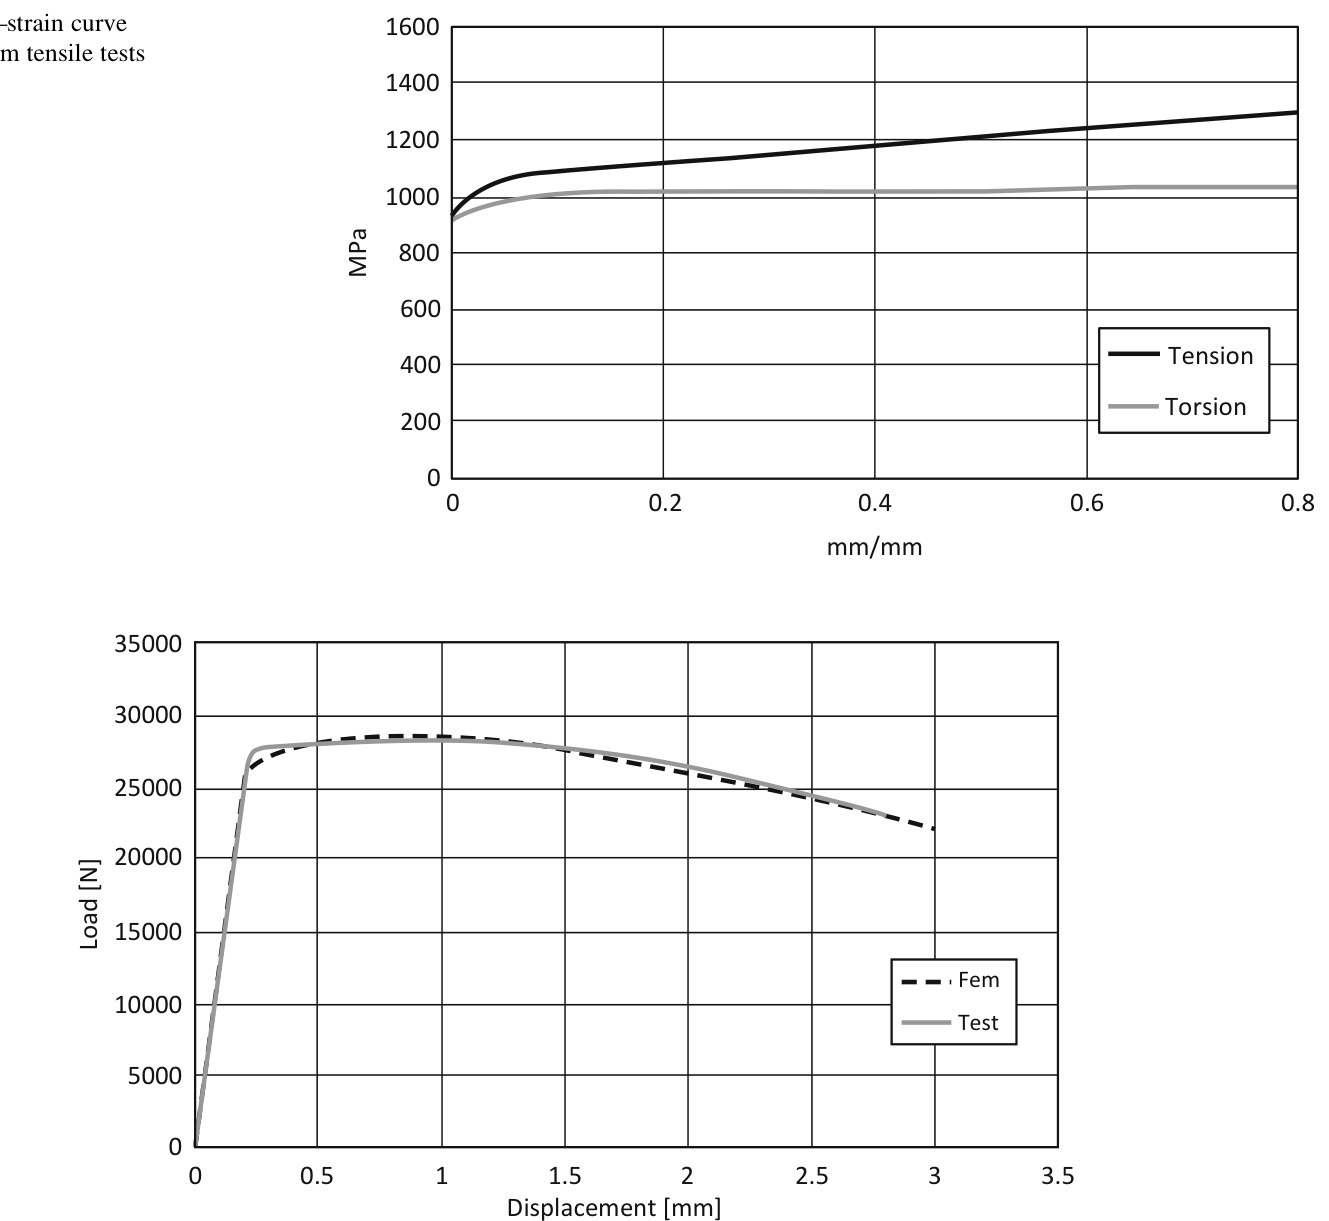 –strain curve
m tensile tests
1600
1400
1200
1000
800
600
400
200
0
MPa
Tension
Torsion
0 0.2 0.4 0.6 0.8
mm/mm
35000
30000
25000
20000
15000
10000
5000
0
Load [N]
Fem
Test
0 0.5 1 1.5 2 2.5 3 3.5
Displacement [mm]